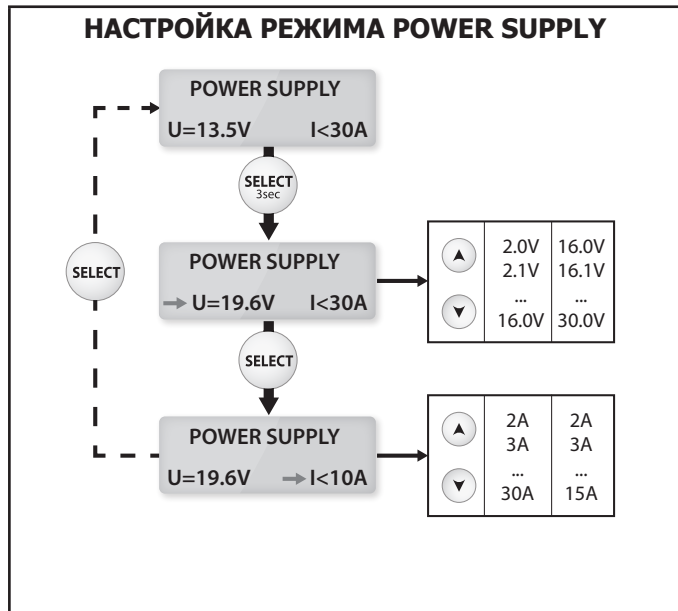 НАСТРОЙКА РЕЖИМА POWER SUPPLY
POWER SUPPLY
U=13.5V I<30A
SELECT
3sec
SELECT
POWER SUPPLY
U=19.6V I<30A
2.0V 16.0V
2.1V 16.1V
... ...
16.0V 30.0V
SELECT
POWER SUPPLY
U=19.6V I<10A
2A 2A
3A 3A
... ...
30A 15A